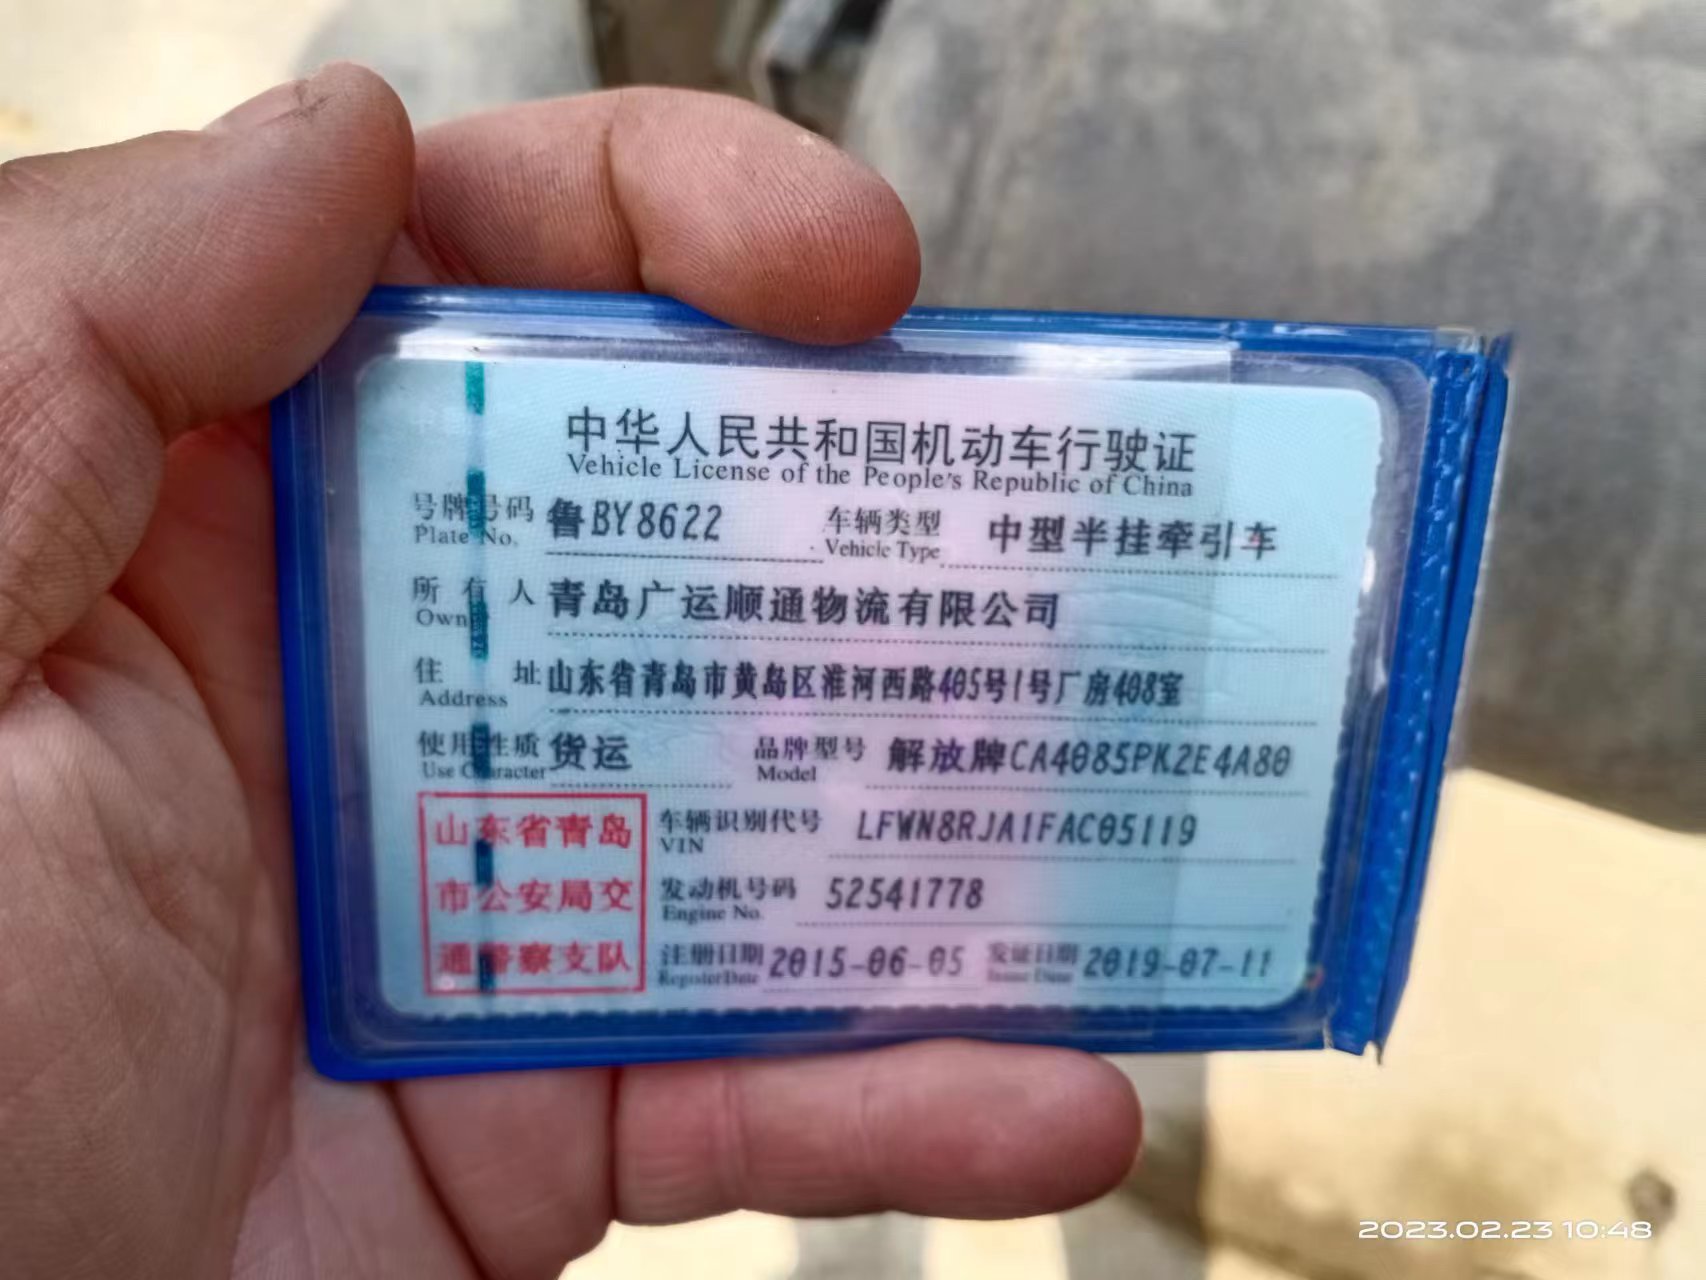 中华人民共和国机动车行驶证
Vehicle License of the People's Republic of China
号牌号码 鲁BY8622 车辆类型 中型半挂牵引车
Plate No. Vehicle Type
所有人 青岛广运顺通物流有限公司
Owner
住址 山东省青岛市黄岛区淮河西路405号1号厂房408室
Address
使用性质 货运 品牌型号 解放牌CA4085PK2E4A80
Use Character Model
山东省青岛
市公安局交
通警察支队
车辆识别代号 LFWN8RJA1FAC05119
VIN
发动机号码 52541778
Engine No.
注册日期 2015-06-05 发证日期 2019-07-11
Register Date Issue Date
2023.02.23 10:48